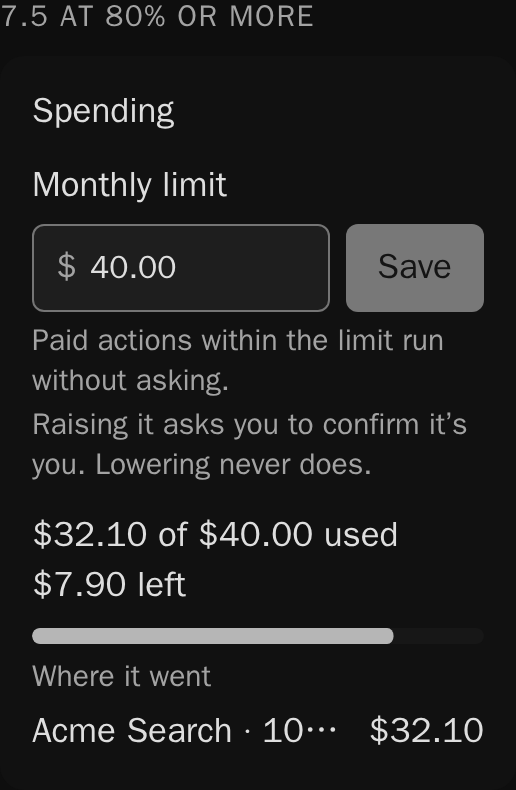 7.5 AT 80% OR MORE
Spending
Monthly limit
$ 40.00
Save
Paid actions within the limit run
without asking.
Raising it asks you to confirm it’s
you. Lowering never does.
$32.10 of $40.00 used
$7.90 left
Where it went
Acme Search · 10··· $32.10